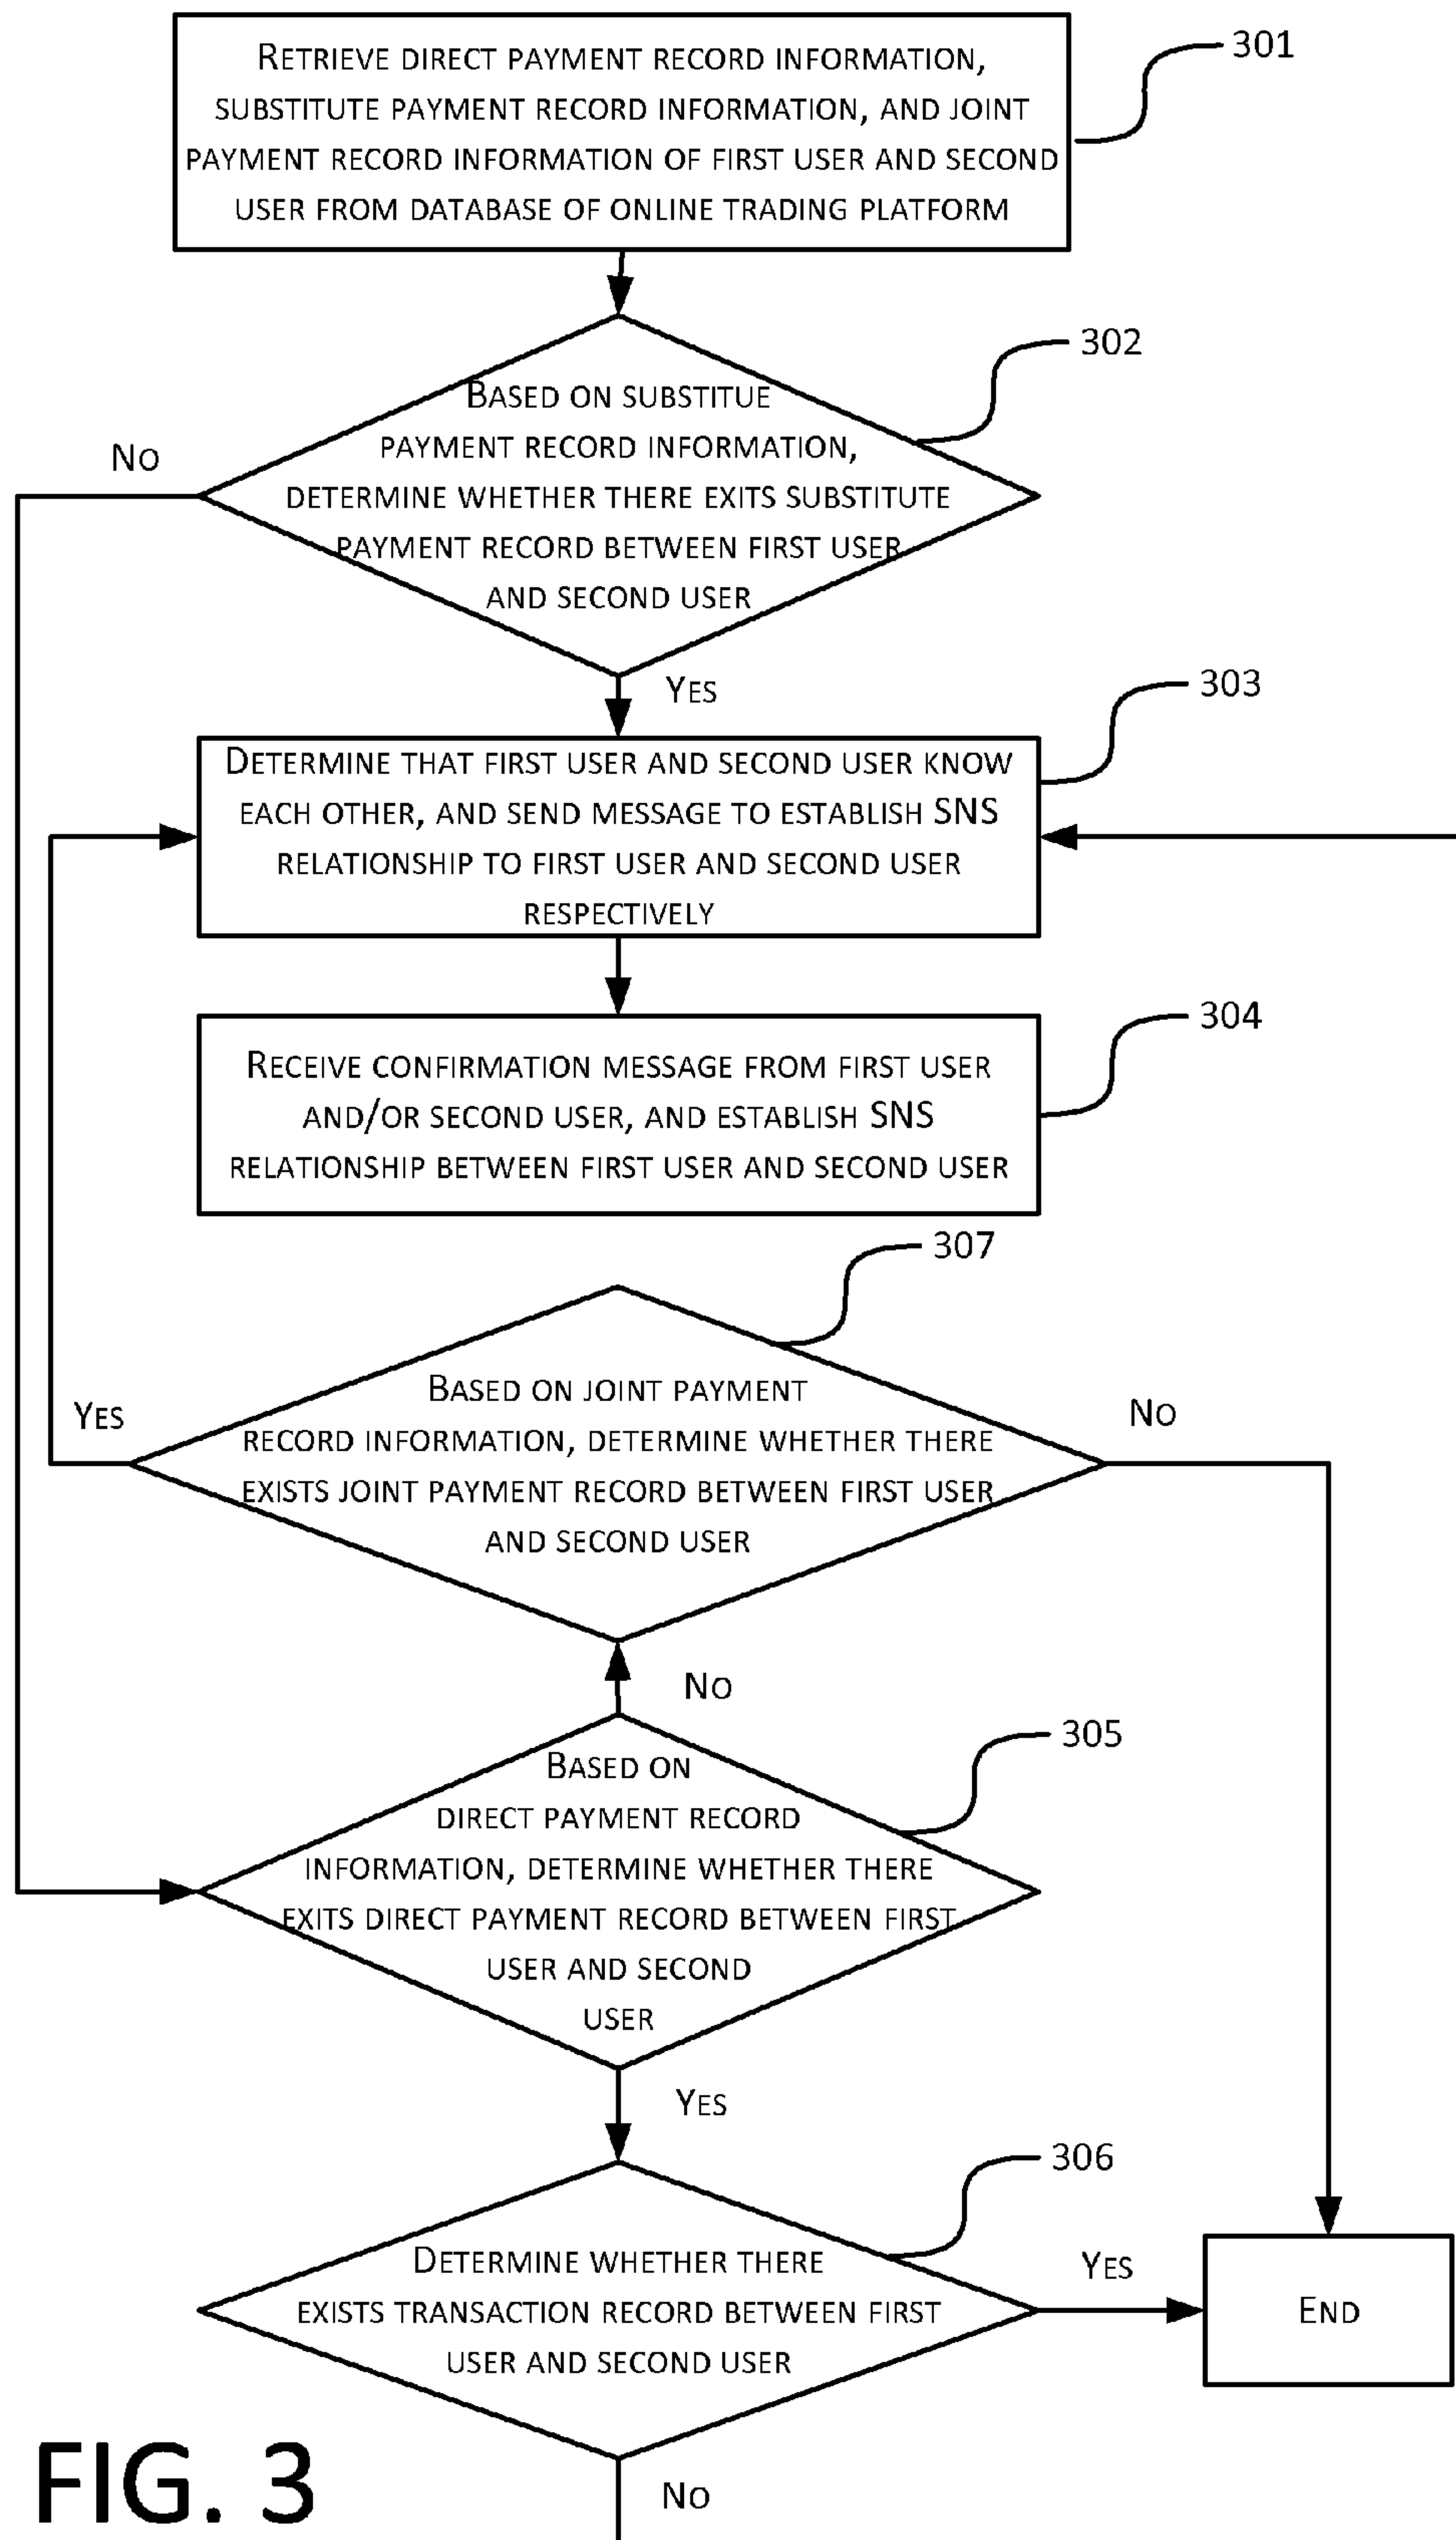 RETRIEVE DIRECT PAYMENT RECORD INFORMATION,
SUBSTITUTE PAYMENT RECORD INFORMATION, AND JOINT
PAYMENT RECORD INFORMATION OF FIRST USER AND SECOND
USER FROM DATABASE OF ONLINE TRADING PLATFORM
301
302
BASED ON SUBSTITUE
PAYMENT RECORD INFORMATION,
DETERMINE WHETHER THERE EXITS SUBSTITUTE
PAYMENT RECORD BETWEEN FIRST USER
AND SECOND USER
NO
YES
303
DETERMINE THAT FIRST USER AND SECOND USER KNOW
EACH OTHER, AND SEND MESSAGE TO ESTABLISH SNS
RELATIONSHIP TO FIRST USER AND SECOND USER
RESPECTIVELY
304
RECEIVE CONFIRMATION MESSAGE FROM FIRST USER
AND/OR SECOND USER, AND ESTABLISH SNS
RELATIONSHIP BETWEEN FIRST USER AND SECOND USER
307
BASED ON JOINT PAYMENT
RECORD INFORMATION, DETERMINE WHETHER THERE
EXISTS JOINT PAYMENT RECORD BETWEEN FIRST USER
AND SECOND USER
YES
NO
NO
305
BASED ON
DIRECT PAYMENT RECORD
INFORMATION, DETERMINE WHETHER THERE
EXITS DIRECT PAYMENT RECORD BETWEEN FIRST
USER AND SECOND
USER
YES
306
DETERMINE WHETHER THERE
EXISTS TRANSACTION RECORD BETWEEN FIRST
USER AND SECOND USER
YES
END
NO
FIG. 3